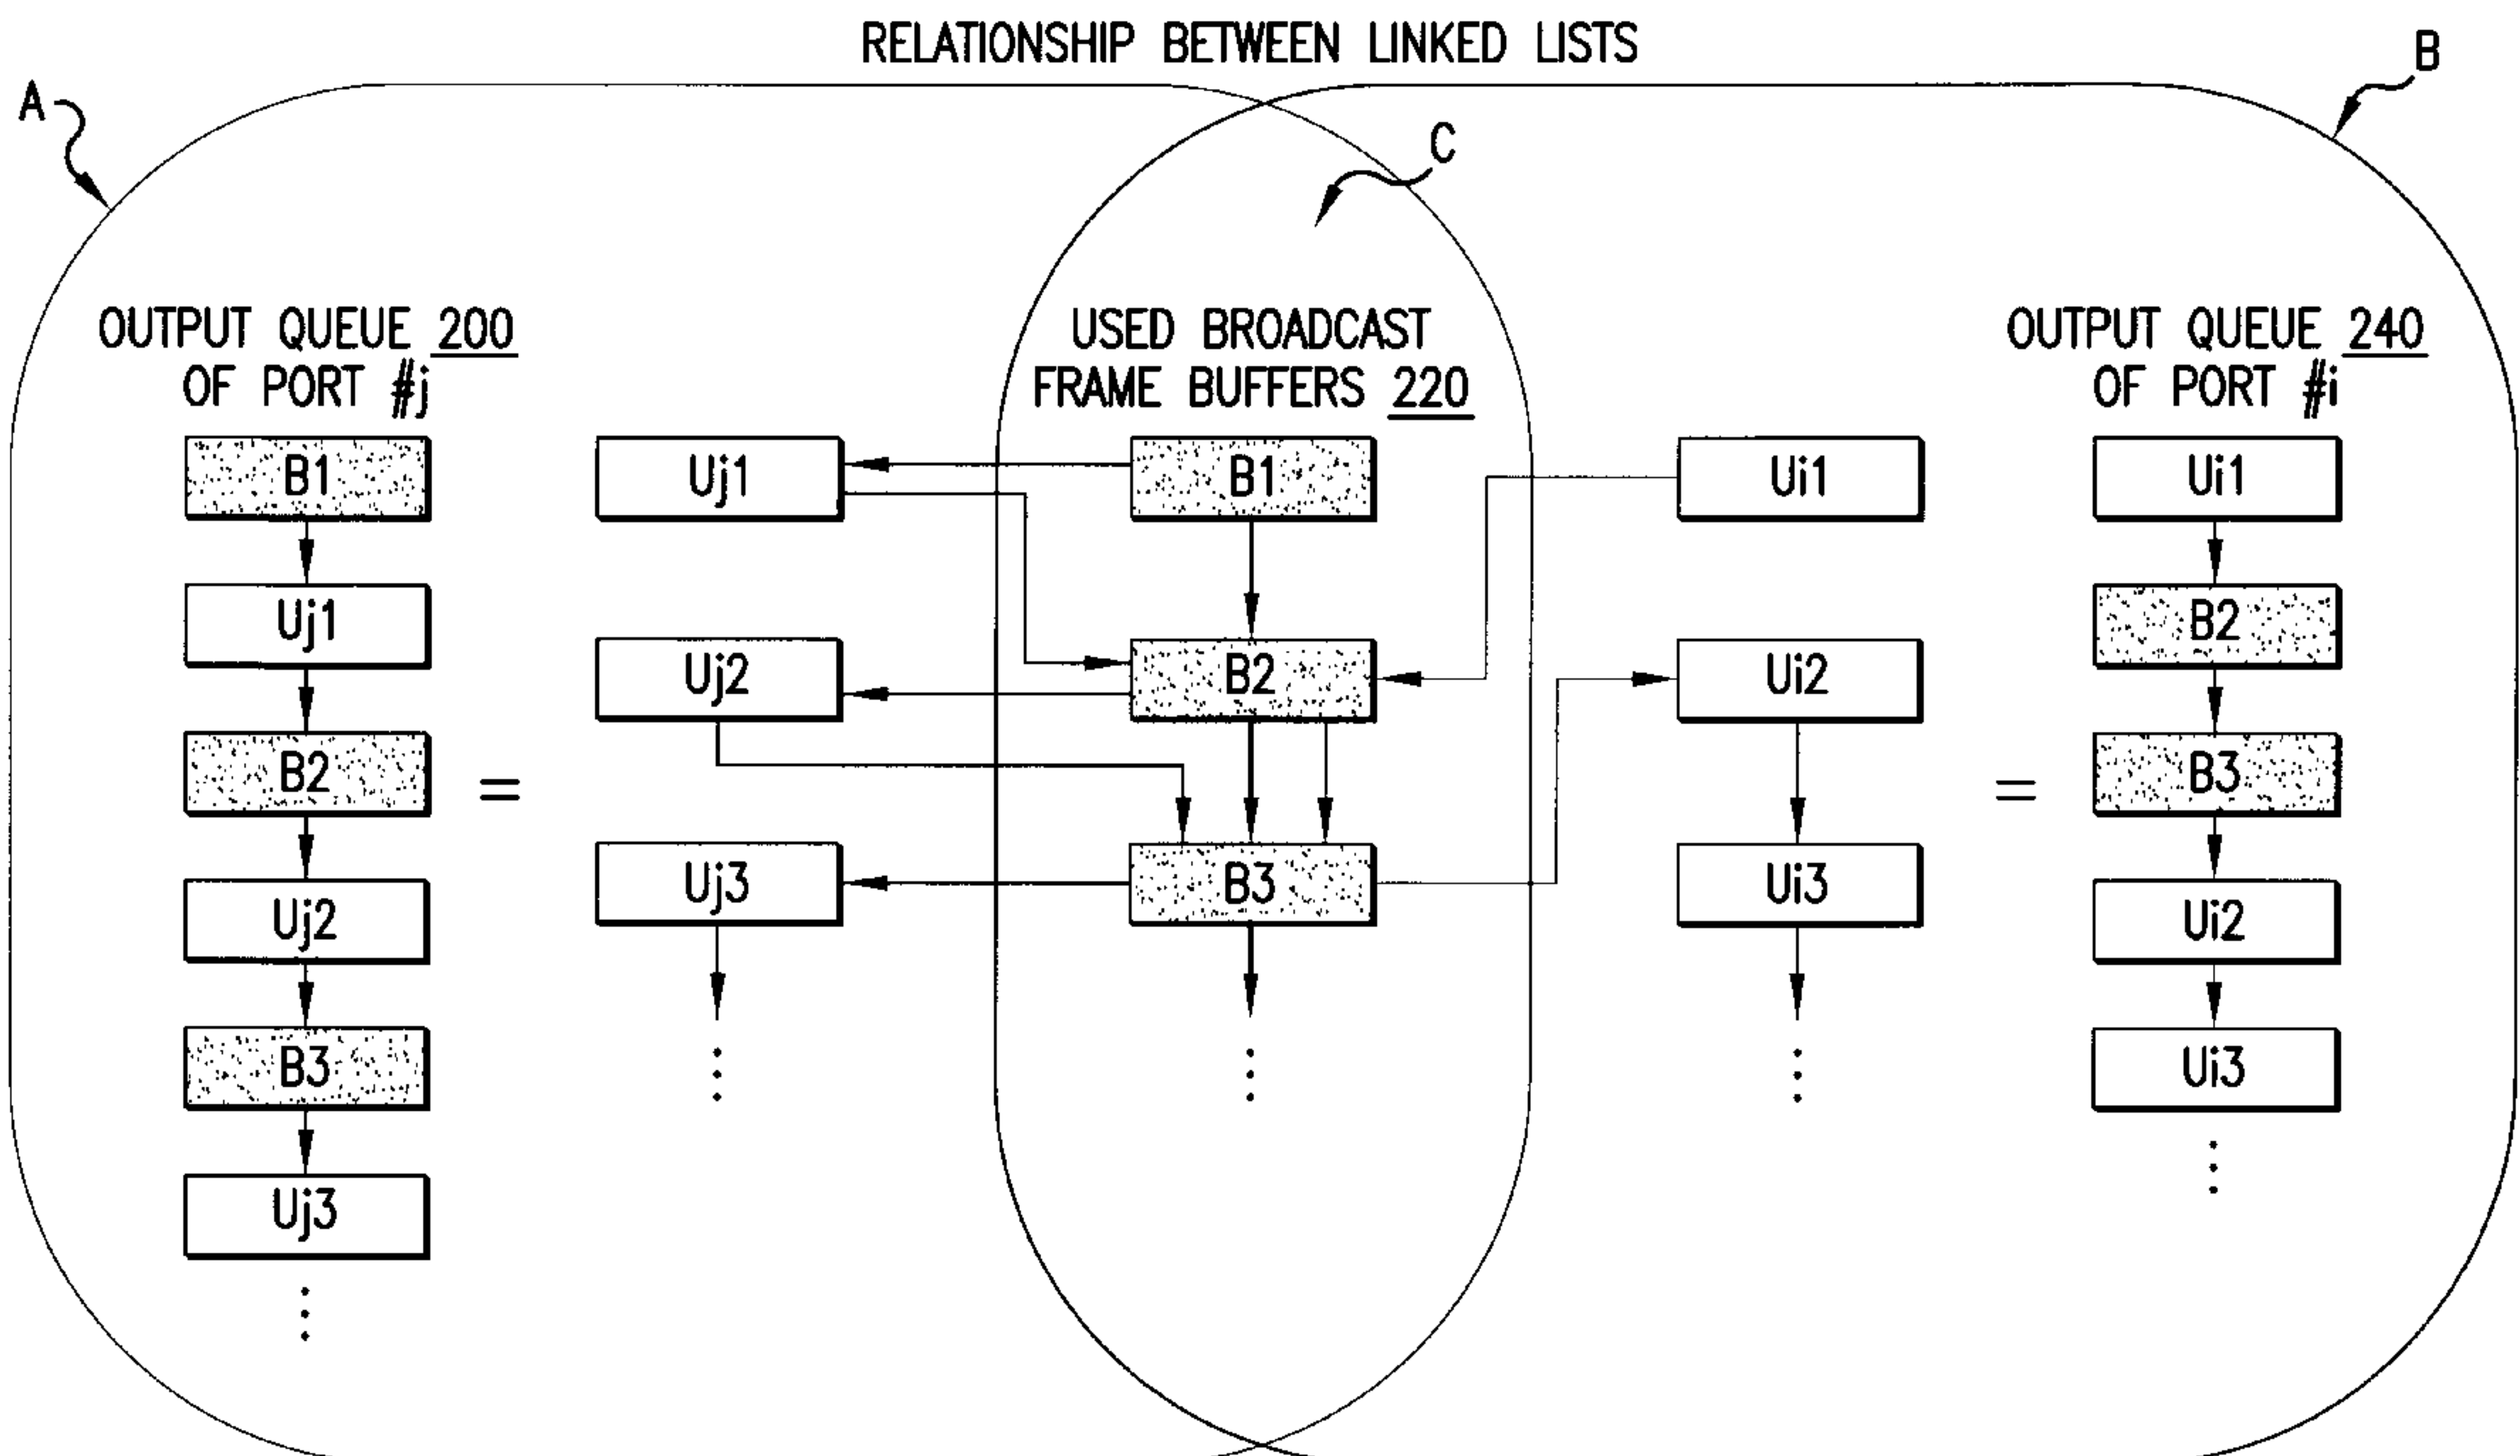 RELATIONSHIP BETWEEN LINKED LISTS
A
B
C
OUTPUT QUEUE 200
OF PORT #j
B1
Uj1
B2
Uj2
B3
Uj3
=
Uj1
Uj2
Uj3
USED BROADCAST
FRAME BUFFERS 220
B1
B2
B3
Ui1
Ui2
Ui3
=
OUTPUT QUEUE 240
OF PORT #i
Ui1
B2
B3
Ui2
Ui3